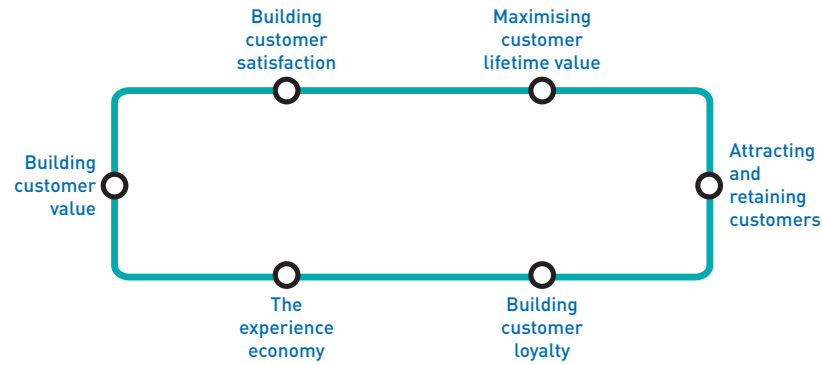 Building
customer
satisfaction
Maximising
customer
lifetime value
Building
customer
value
Attracting
and
retaining
customers
The
experience
economy
Building
customer
loyalty